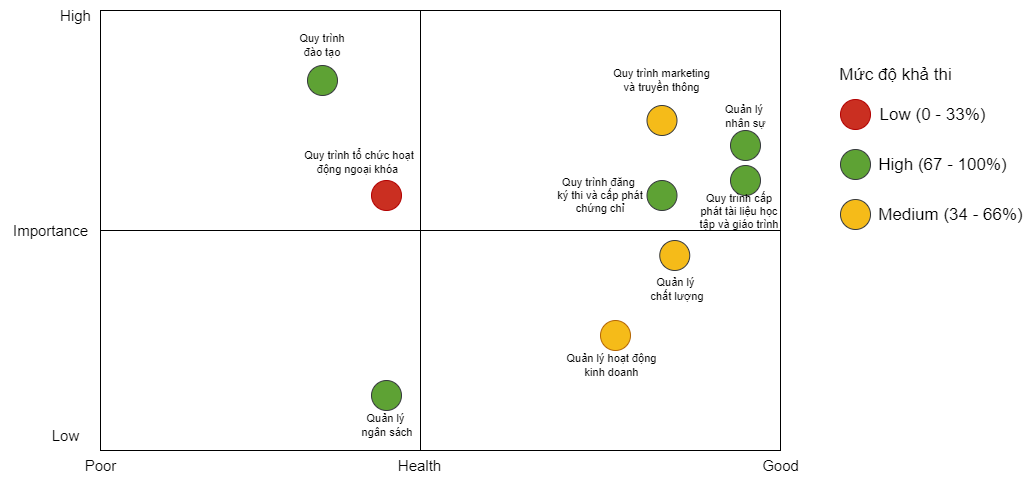 High
Quy trình
đào tạo
Quy trình marketing
và truyền thông
Quản lý
nhân sự
Quy trình tổ chức hoạt
động ngoại khóa
Quy trình đăng
ký thi và cấp phát
chứng chỉ
Quy trình cấp
phát tài liệu học
tập và giáo trình
Importance
Quản lý
chất lượng
Quản lý hoạt động
kinh doanh
Quản lý
ngân sách
Low
Poor
Health
Good
Mức độ khả thi
Low (0 - 33%)
High (67 - 100%)
Medium (34 - 66%)